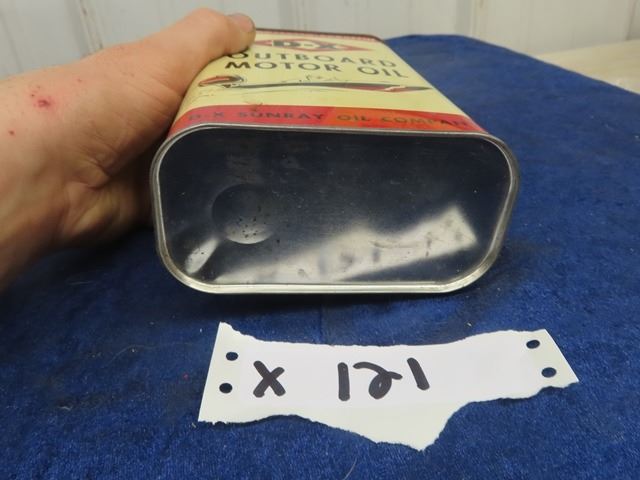 D-X
OUTBOARD
MOTOR OIL
D-X SUNRAY OIL COMPANY
X 121